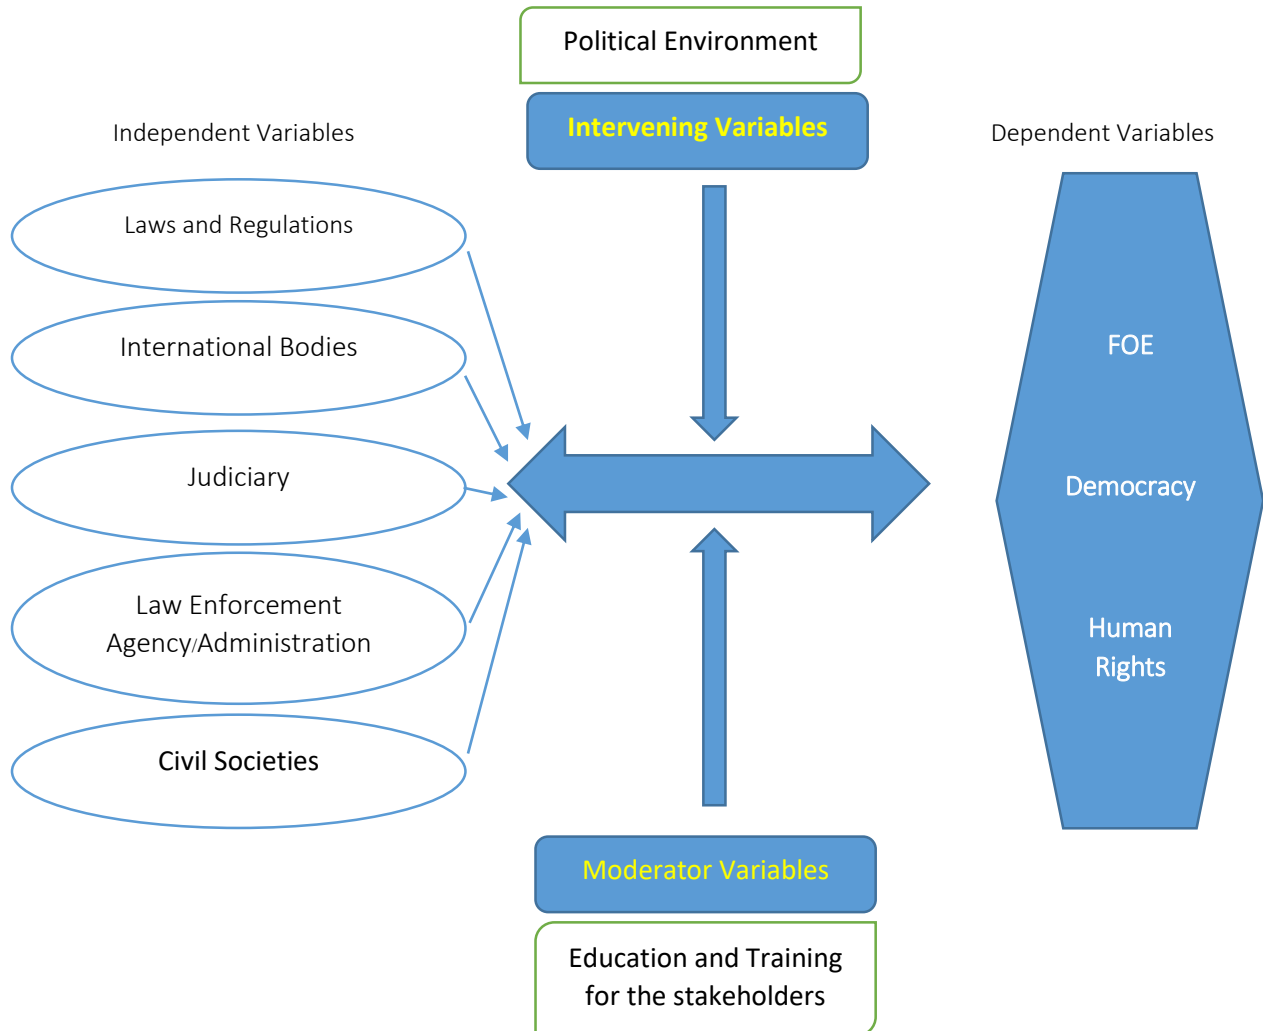 Political Environment
Intervening Variables
Independent Variables
Dependent Variables
Laws and Regulations
International Bodies
Judiciary
Law Enforcement
Agency/Administration
Civil Societies
FOE
Democracy
Human
Rights
Moderator Variables
Education and Training
for the stakeholders